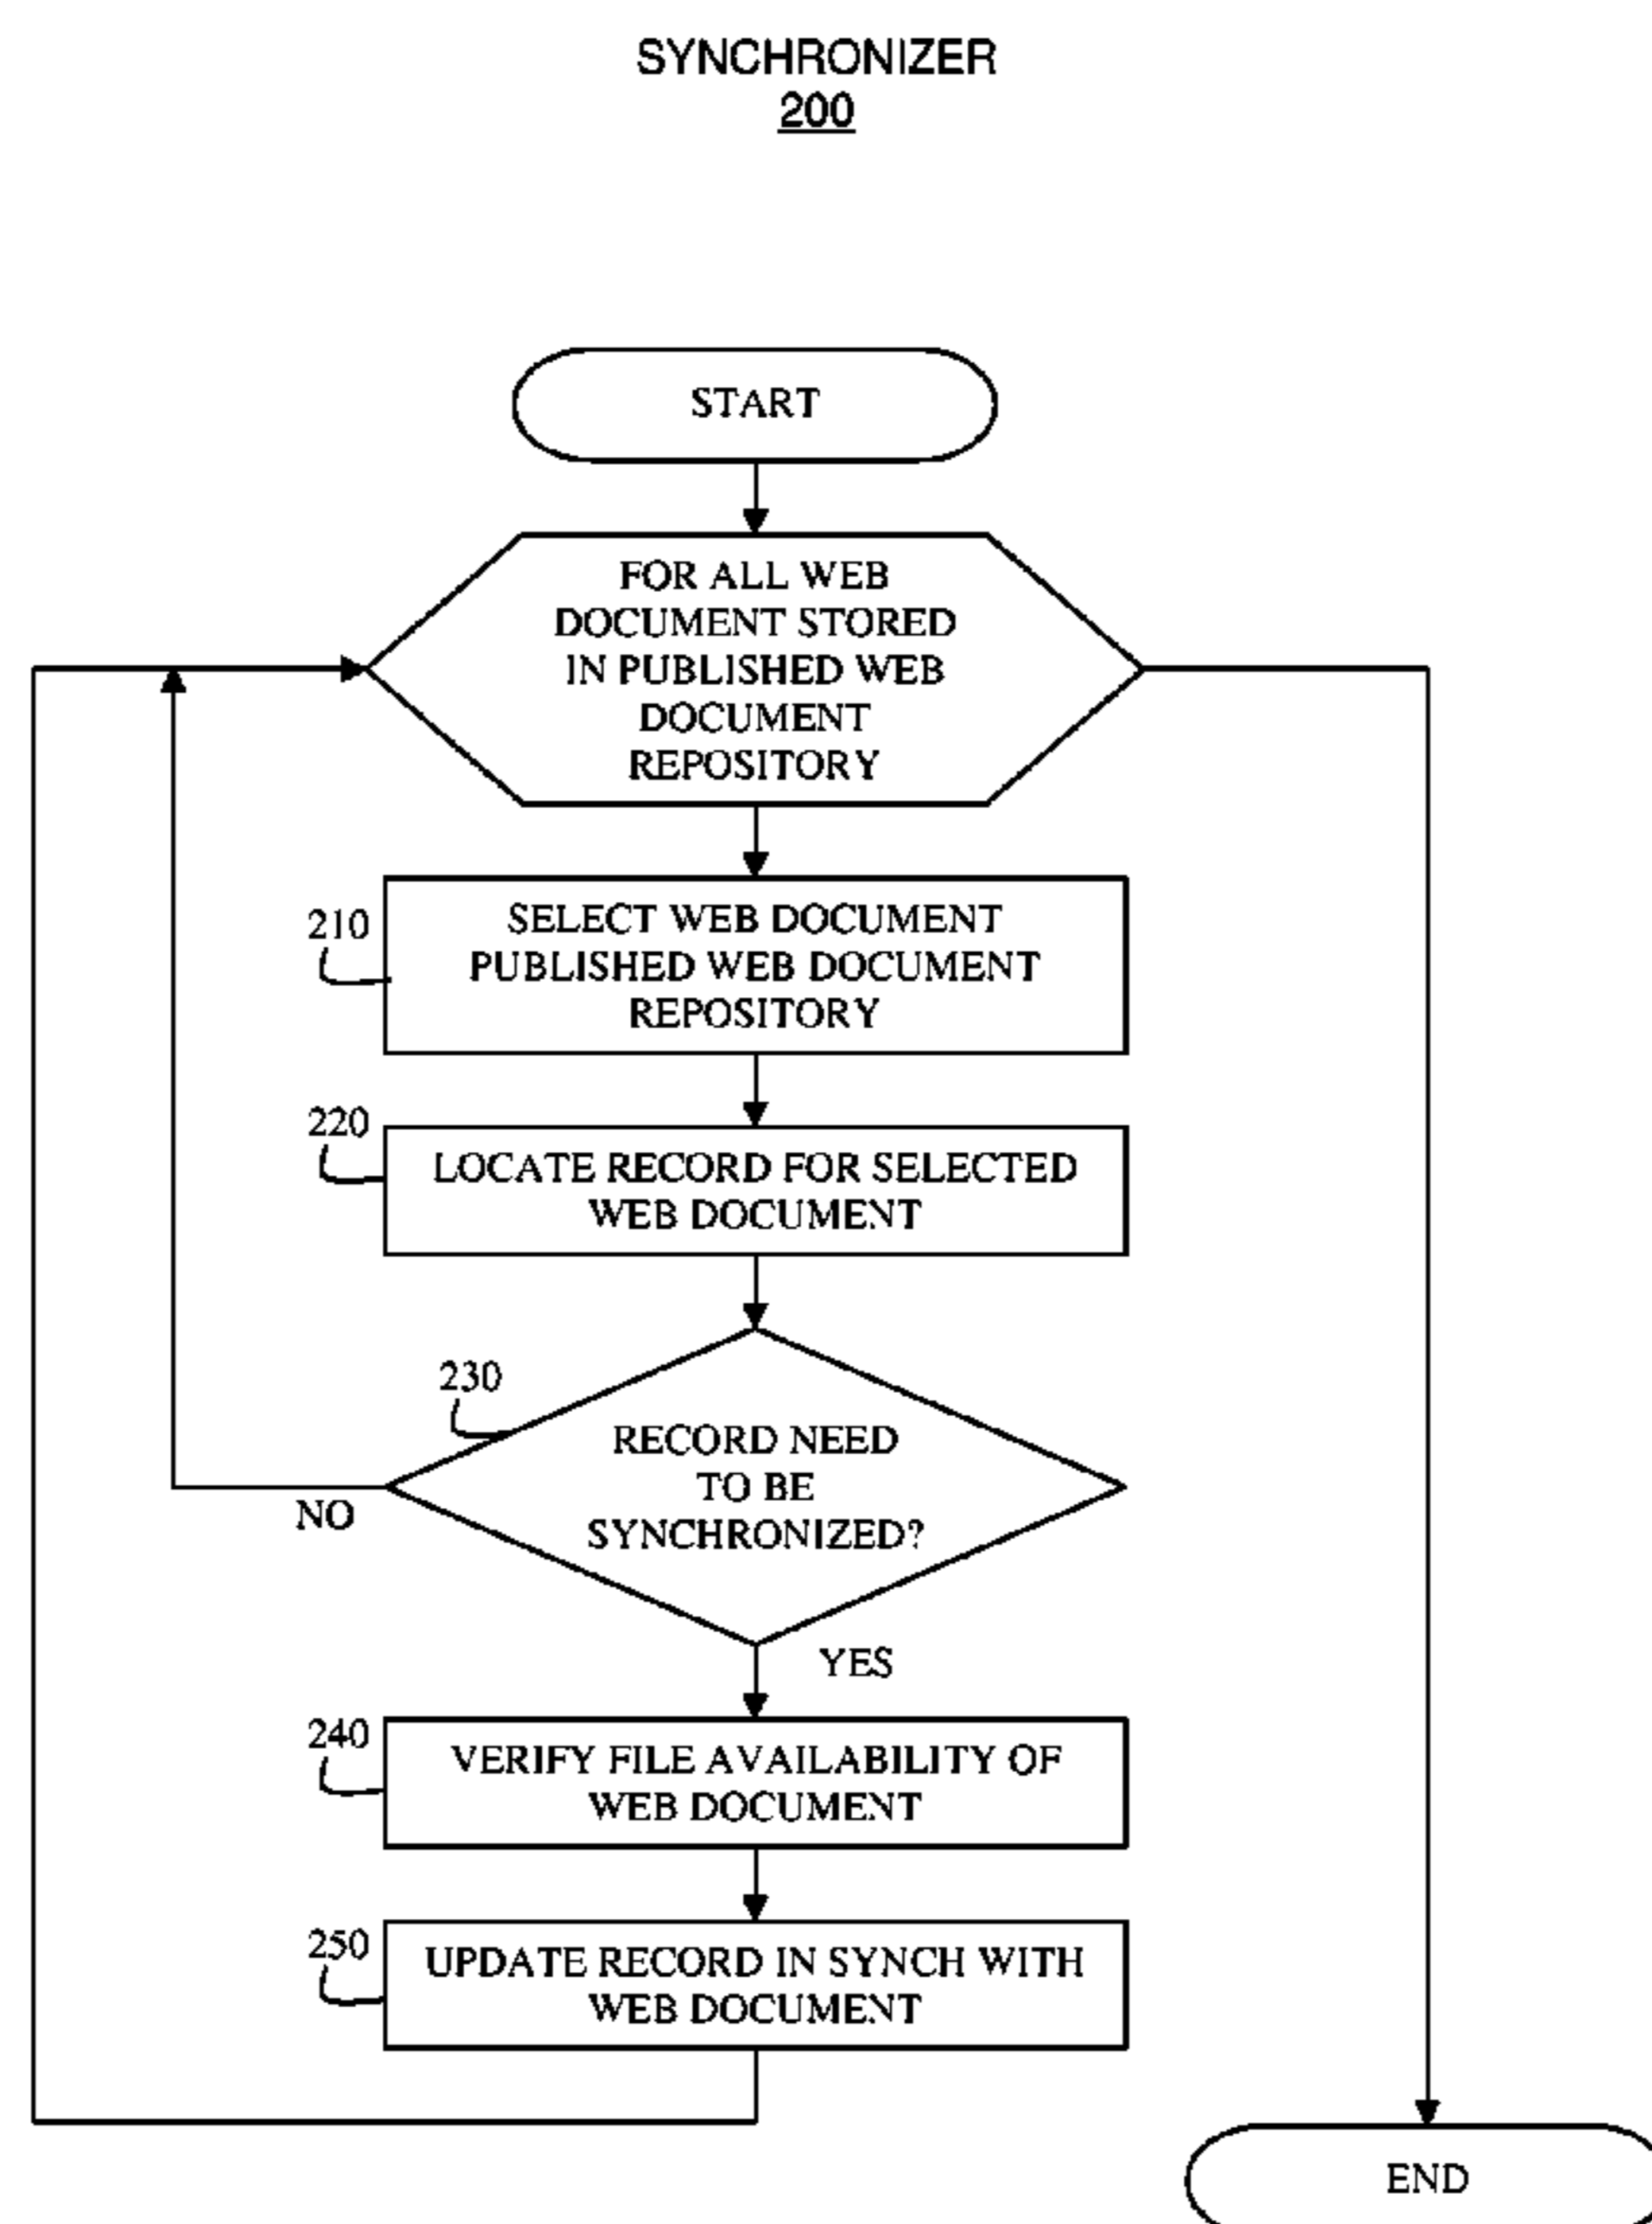 SYNCHRONIZER
200
START
FOR ALL WEB
DOCUMENT STORED
IN PUBLISHED WEB
DOCUMENT
REPOSITORY
210
SELECT WEB DOCUMENT
PUBLISHED WEB DOCUMENT
REPOSITORY
220
LOCATE RECORD FOR SELECTED
WEB DOCUMENT
230
RECORD NEED
TO BE
SYNCHRONIZED?
NO
YES
240
VERIFY FILE AVAILABILITY OF
WEB DOCUMENT
250
UPDATE RECORD IN SYNCH WITH
WEB DOCUMENT
END